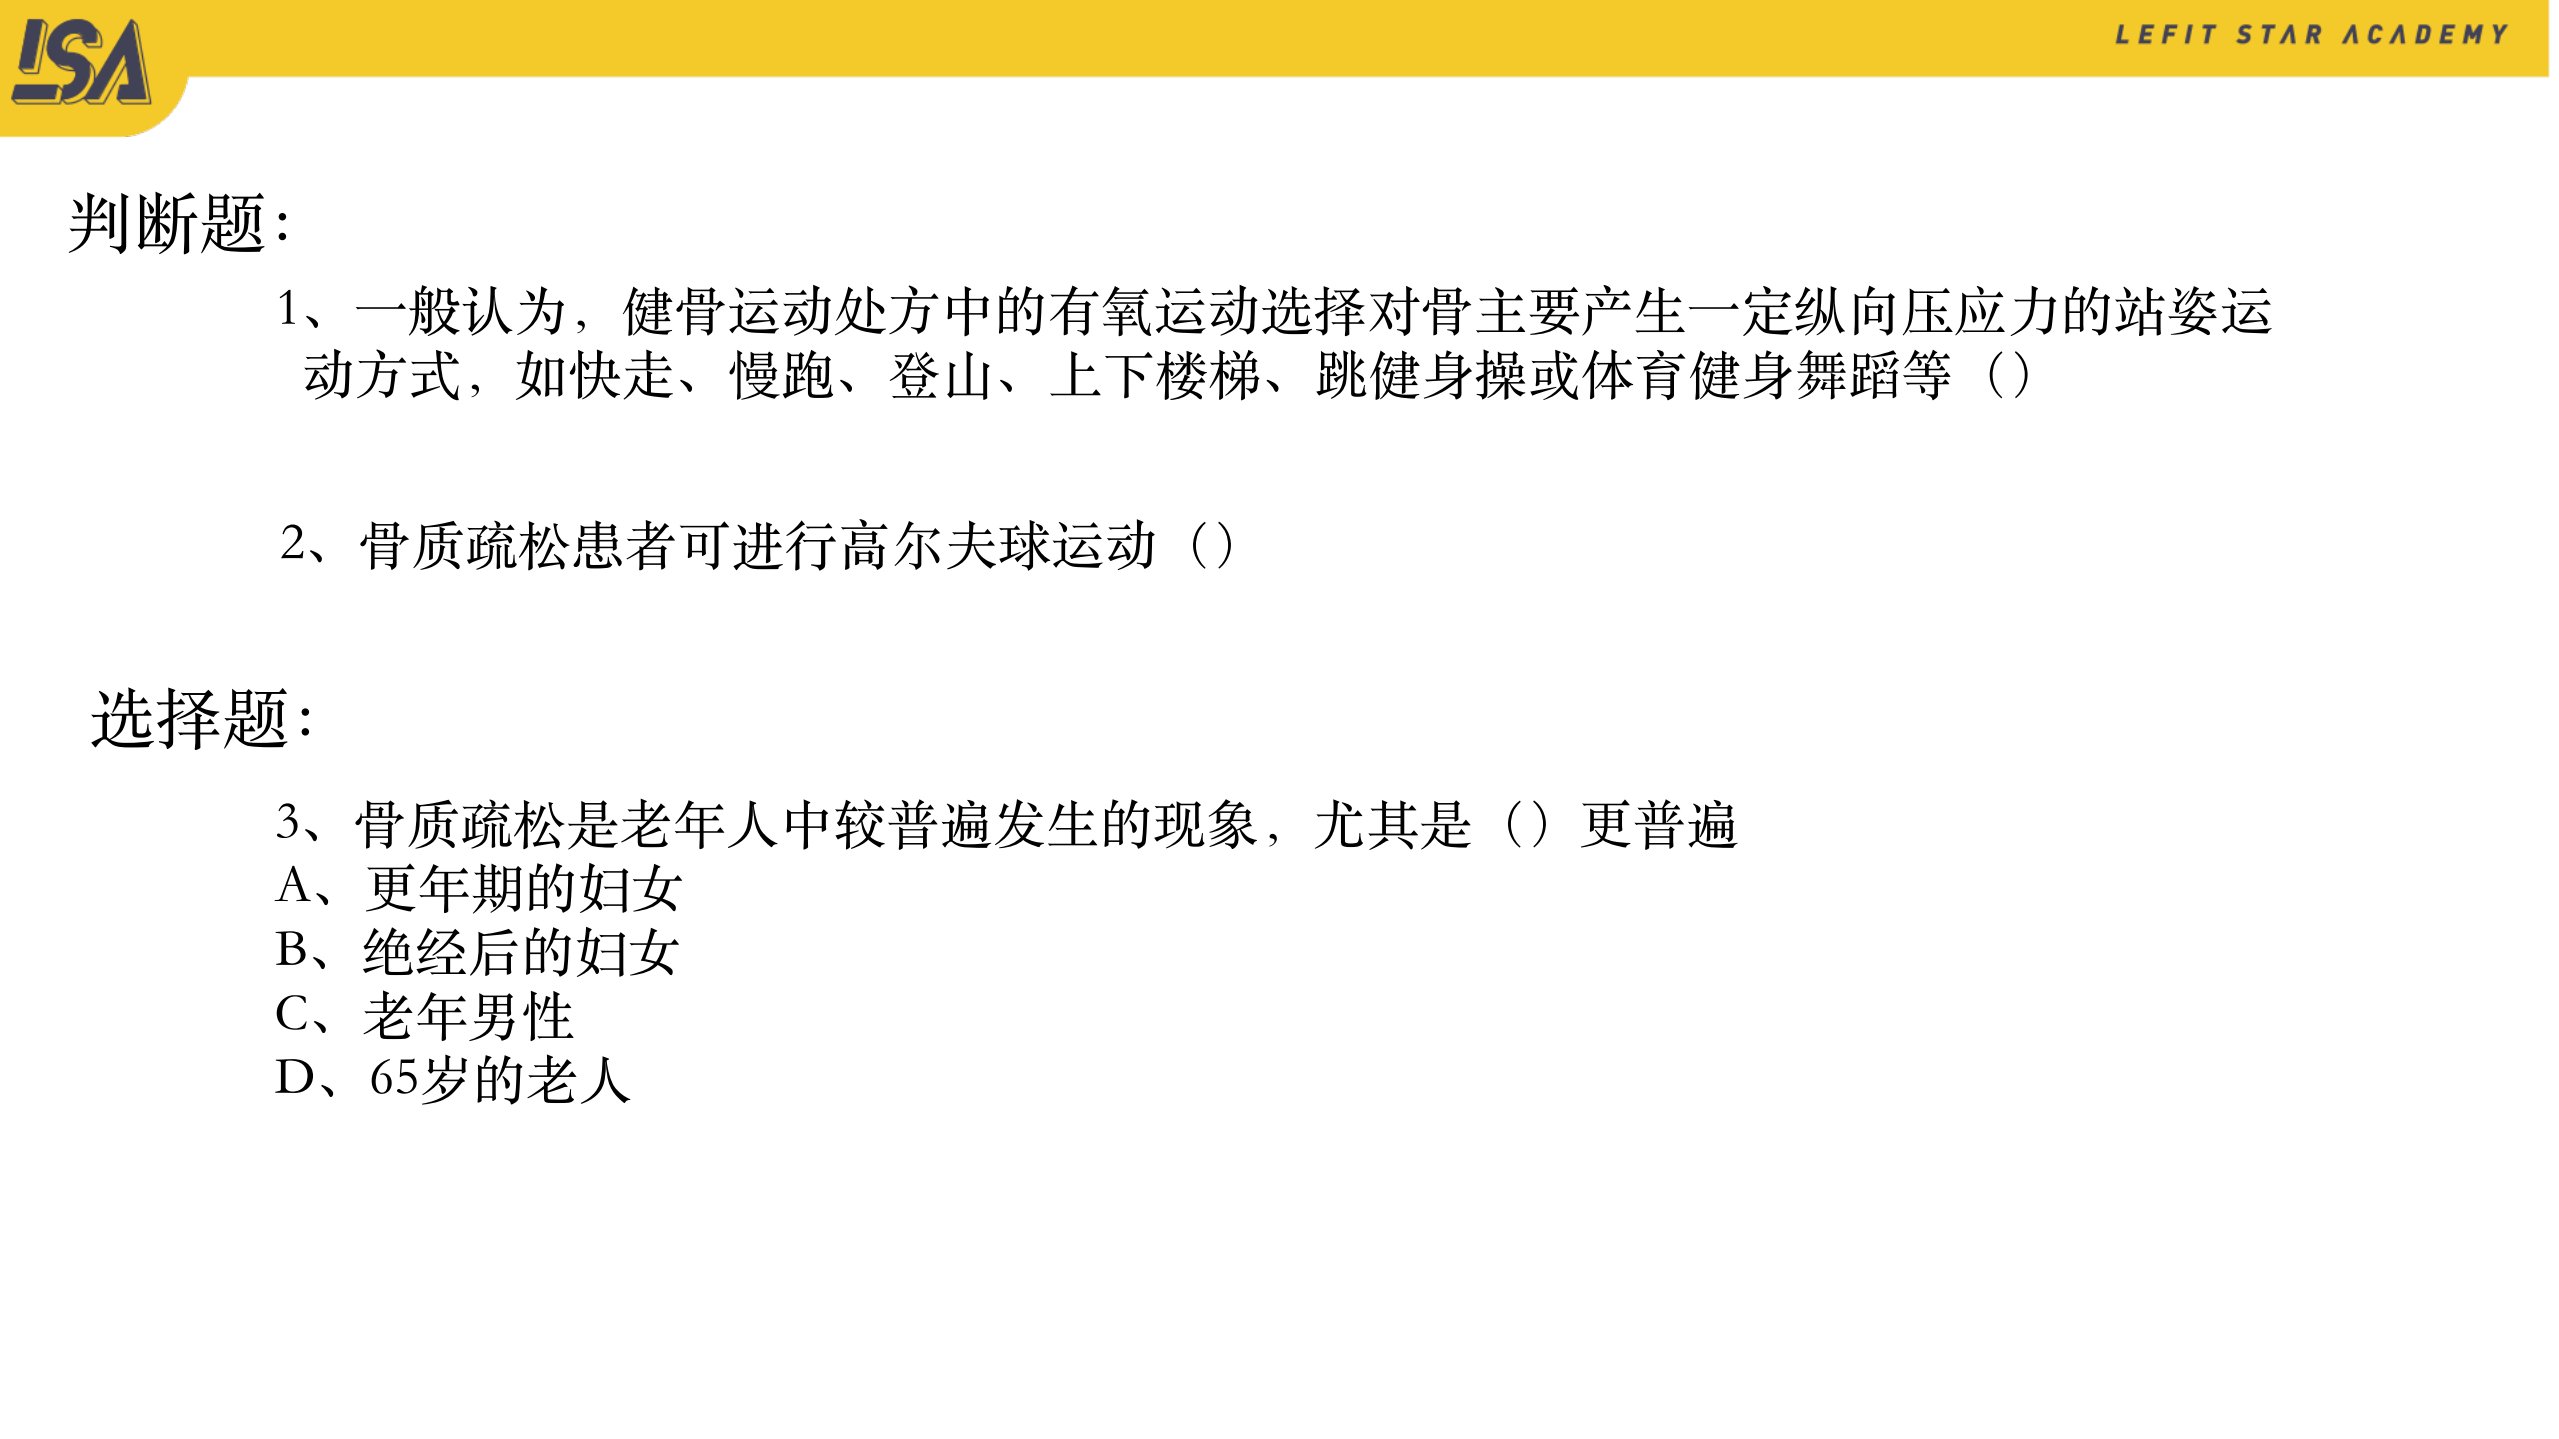 LSA
LEFIT STAR ACADEMY
判断题：
1、一般认为，健骨运动处方中的有氧运动选择对骨主要产生一定纵向压应力的站姿运
动方式，如快走、慢跑、登山、上下楼梯、跳健身操或体育健身舞蹈等（）
2、骨质疏松患者可进行高尔夫球运动（）
选择题：
3、骨质疏松是老年人中较普遍发生的现象，尤其是（）更普遍
A、更年期的妇女
B、绝经后的妇女
C、老年男性
D、65岁的老人